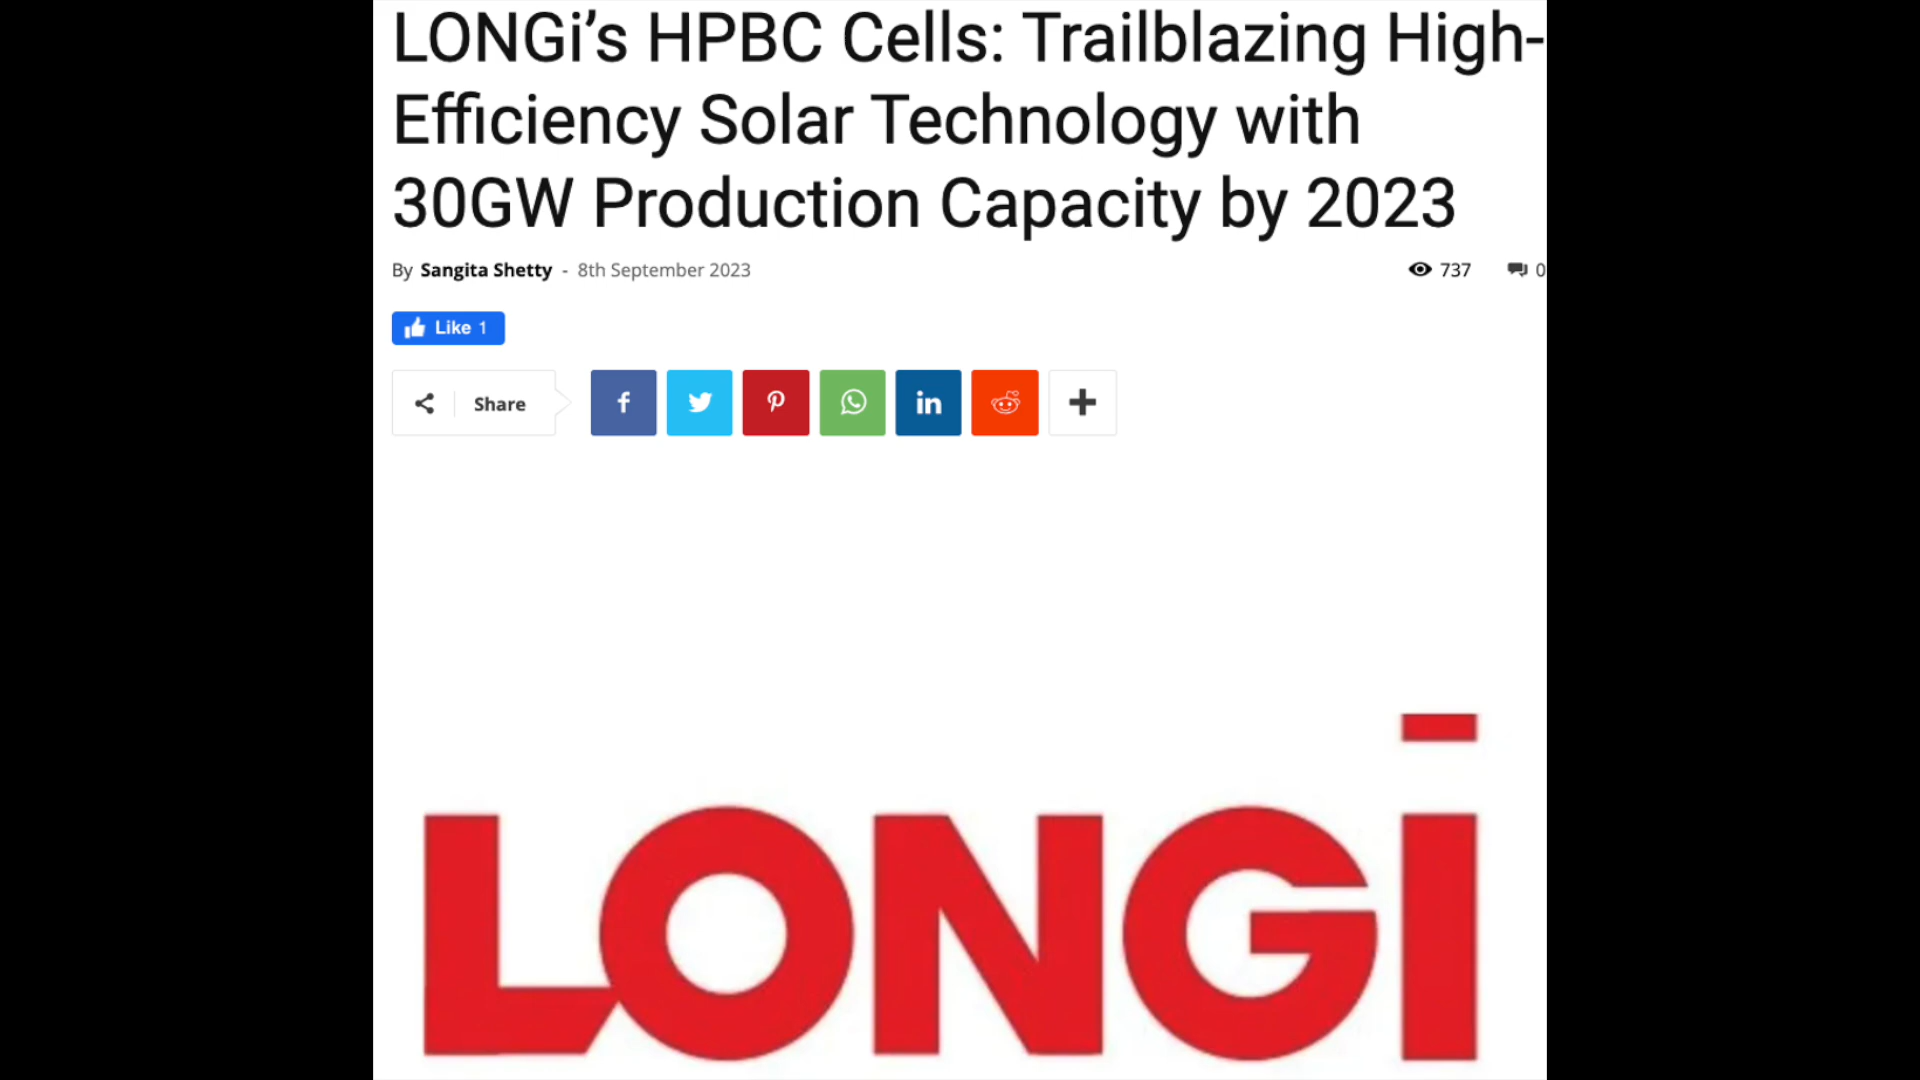 LONGi’s HPBC Cells: Trailblazing High-
Efficiency Solar Technology with
30GW Production Capacity by 2023
By Sangita Shetty - 8th September 2023 737 0
Like 1
Share
LONGi